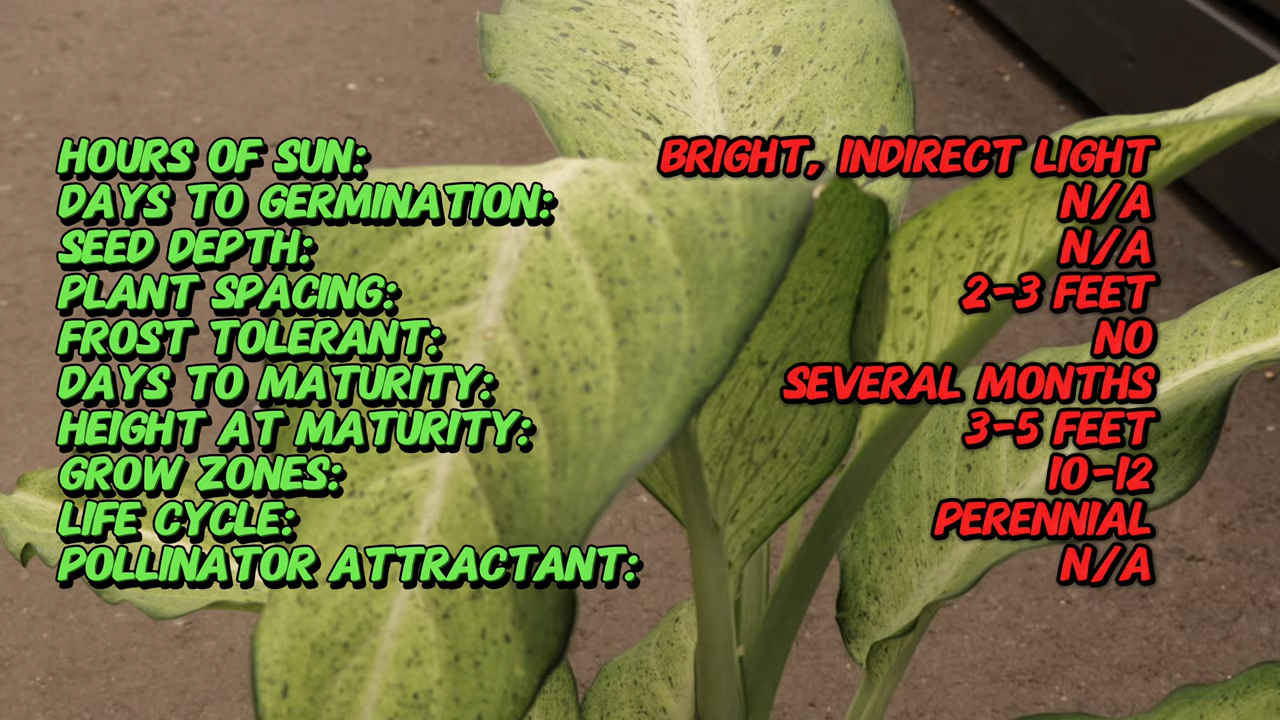 HOURS OF SUN: BRIGHT, INDIRECT LIGHT
DAYS TO GERMINATION: N/A
SEED DEPTH: N/A
PLANT SPACING: 2-3 FEET
FROST TOLERANT: NO
DAYS TO MATURITY: SEVERAL MONTHS
HEIGHT AT MATURITY: 3-5 FEET
GROW ZONES: 10-12
LIFE CYCLE: PERENNIAL
POLLINATOR ATTRACTANT: N/A